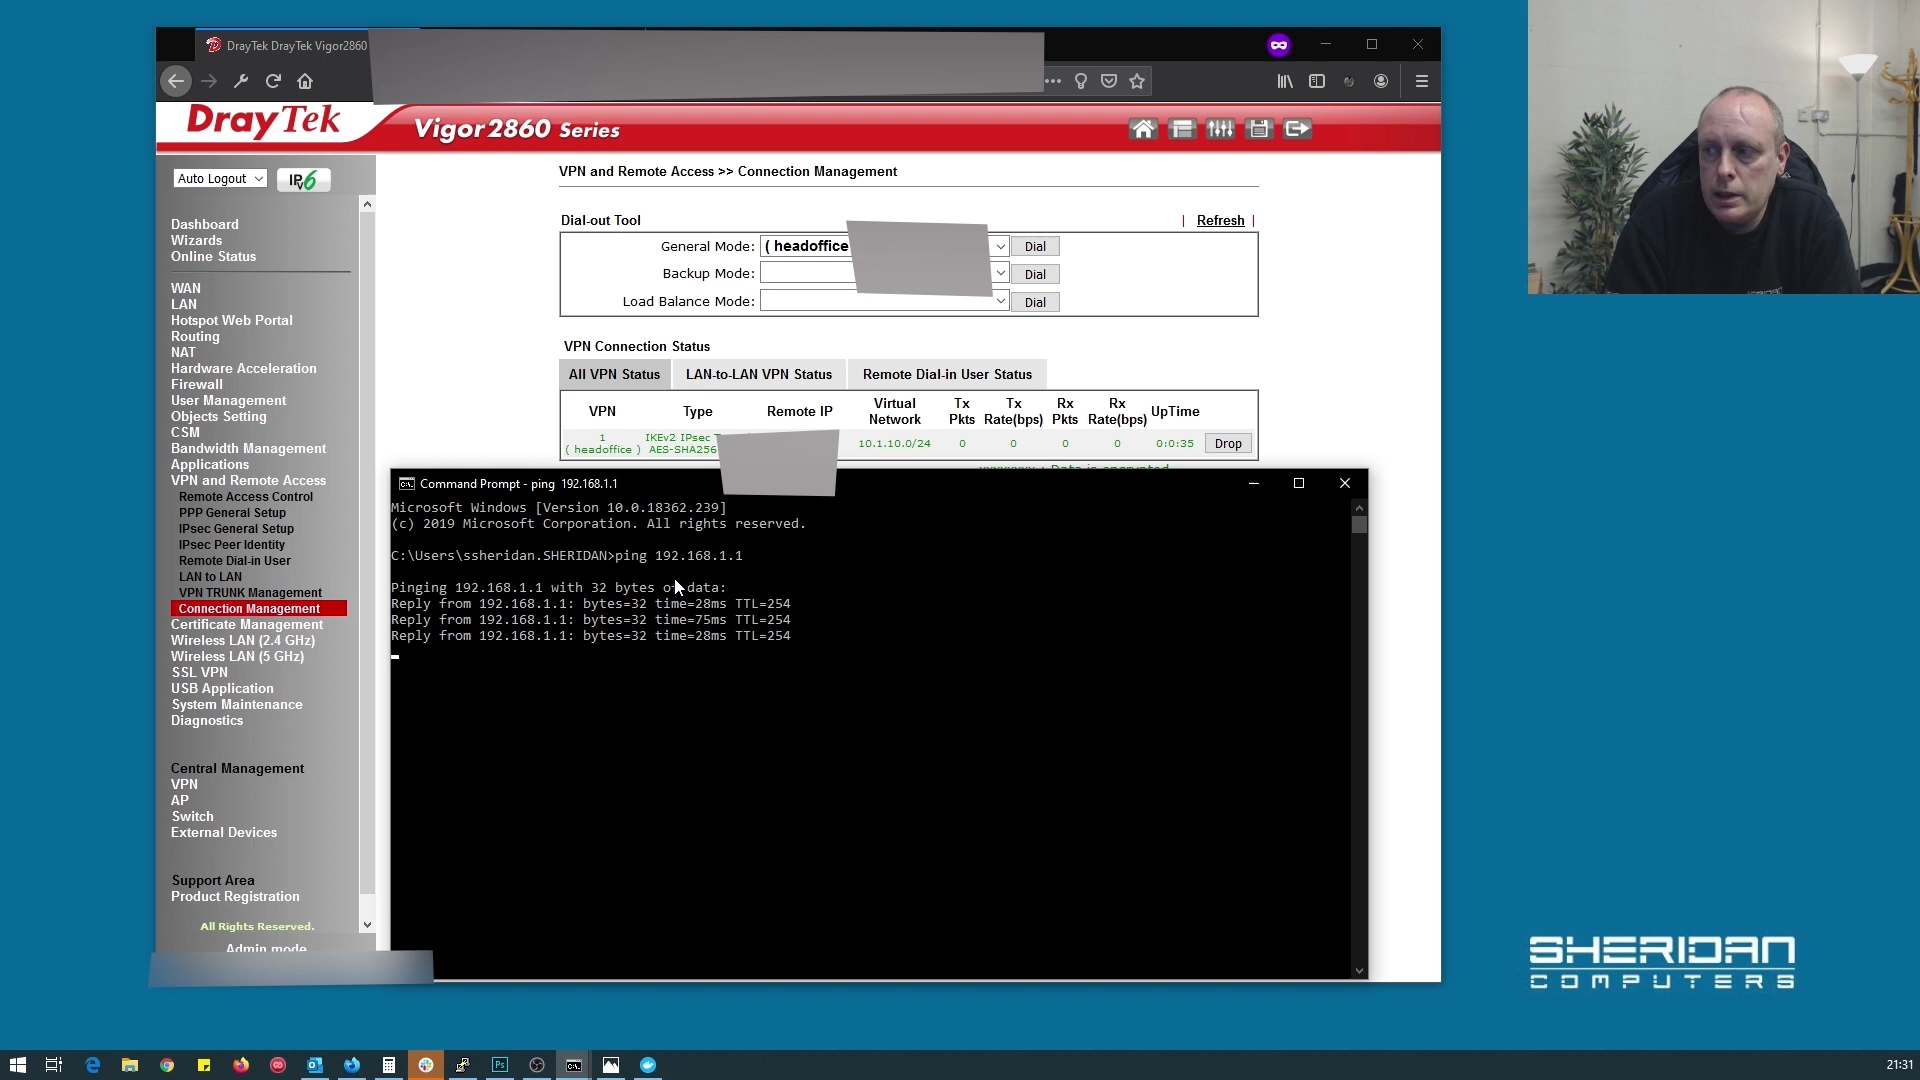 DrayTek DrayTek Vigor2860
DrayTek
Vigor2860 Series
Auto Logout
IPv6
Dashboard
Wizards
Online Status
WAN
LAN
Hotspot Web Portal
Routing
NAT
Hardware Acceleration
Firewall
User Management
Objects Setting
CSM
Bandwidth Management
Applications
VPN and Remote Access
Remote Access Control
PPP General Setup
IPsec General Setup
IPsec Peer Identity
Remote Dial-in User
LAN to LAN
VPN TRUNK Management
Connection Management
Certificate Management
Wireless LAN (2.4 GHz)
Wireless LAN (5 GHz)
SSL VPN
USB Application
System Maintenance
Diagnostics
Central Management
VPN
AP
Switch
External Devices
Support Area
Product Registration
All Rights Reserved.
Admin mode
VPN and Remote Access >> Connection Management
Dial-out Tool | Refresh |
General Mode: ( headoffice Dial
Backup Mode: Dial
Load Balance Mode: Dial
VPN Connection Status
All VPN Status LAN-to-LAN VPN Status Remote Dial-in User Status
VPN Type Remote IP Virtual Network Tx Pkts Tx Rate(bps) Rx Pkts Rx Rate(bps) UpTime
1 ( headoffice ) IKEv2 IPsec AES-SHA256 10.1.10.0/24 0 0 0 0 0:0:35 Drop
xxxxxxxx : Data is encrypted
Command Prompt - ping 192.168.1.1
Microsoft Windows [Version 10.0.18362.239]
(c) 2019 Microsoft Corporation. All rights reserved.
C:\Users\ssheridan.SHERIDAN>ping 192.168.1.1
Pinging 192.168.1.1 with 32 bytes of data:
Reply from 192.168.1.1: bytes=32 time=28ms TTL=254
Reply from 192.168.1.1: bytes=32 time=75ms TTL=254
Reply from 192.168.1.1: bytes=32 time=28ms TTL=254
SHERIDAN
COMPUTERS
Ps
21:31